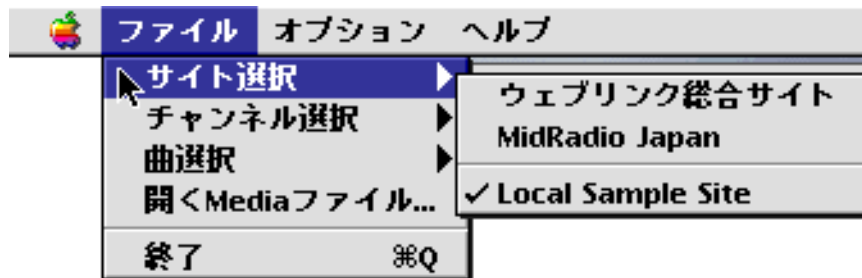 ファイル オプション ヘルプ
サイト選択
チャンネル選択
曲選択
開くMediaファイル...
終了 ⌘Q
ウェブリンク総合サイト
MidRadio Japan
✓ Local Sample Site